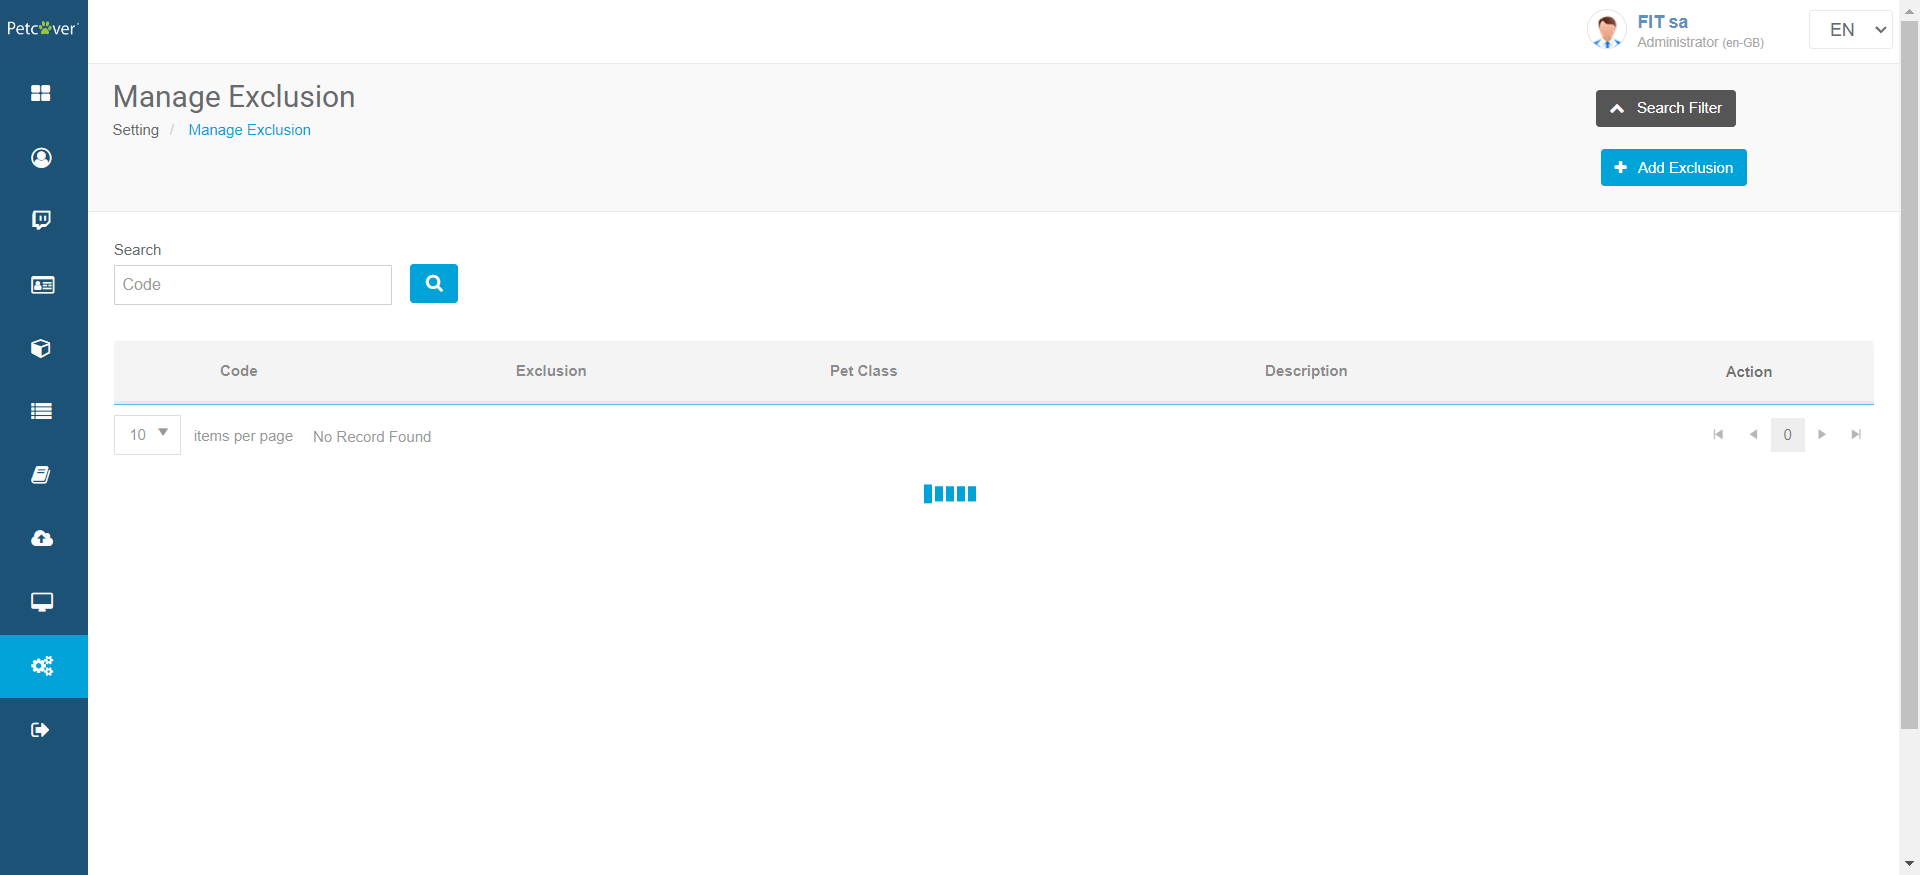 Petcover
FIT sa
Administrator (en-GB)
EN
Manage Exclusion
Setting / Manage Exclusion
Search Filter
Add Exclusion
Search
Code
Code Exclusion Pet Class Description Action
10 items per page No Record Found 0